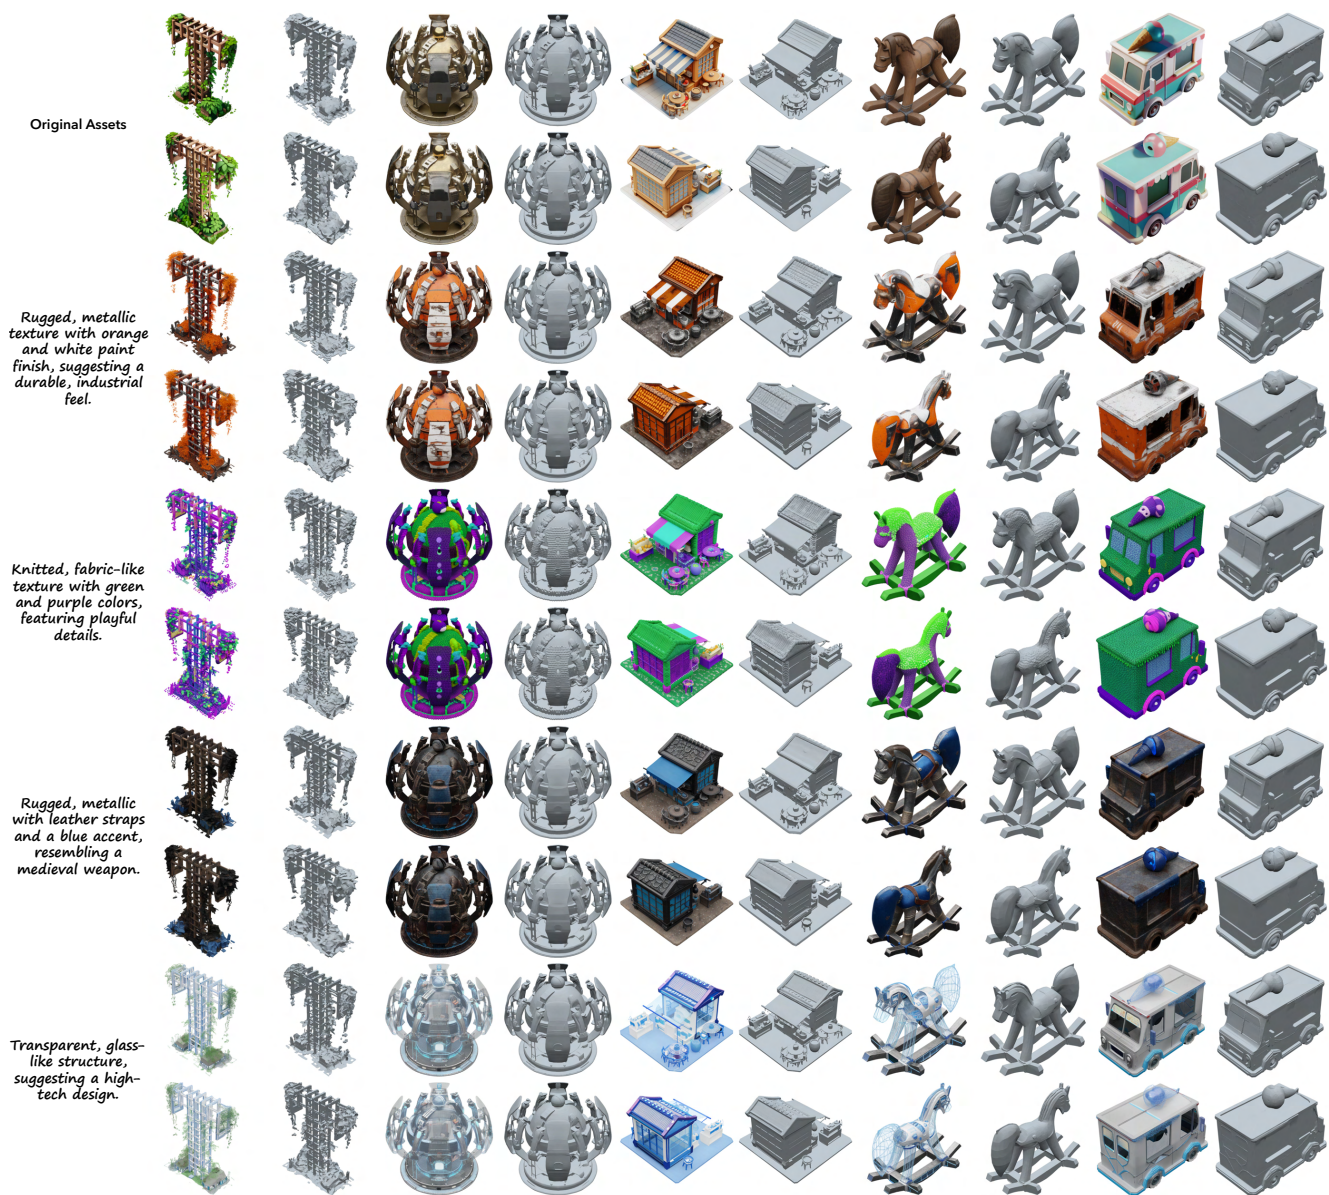 Original Assets
Rugged, metallic
texture with orange
and white paint
finish, suggesting a
durable, industrial
feel.
Knitted, fabric-like
texture with green
and purple colors,
featuring playful
details.
Rugged, metallic
with leather straps
and a blue accent,
resembling a
medieval weapon.
Transparent, glass-
like structure,
suggesting a high-
tech design.